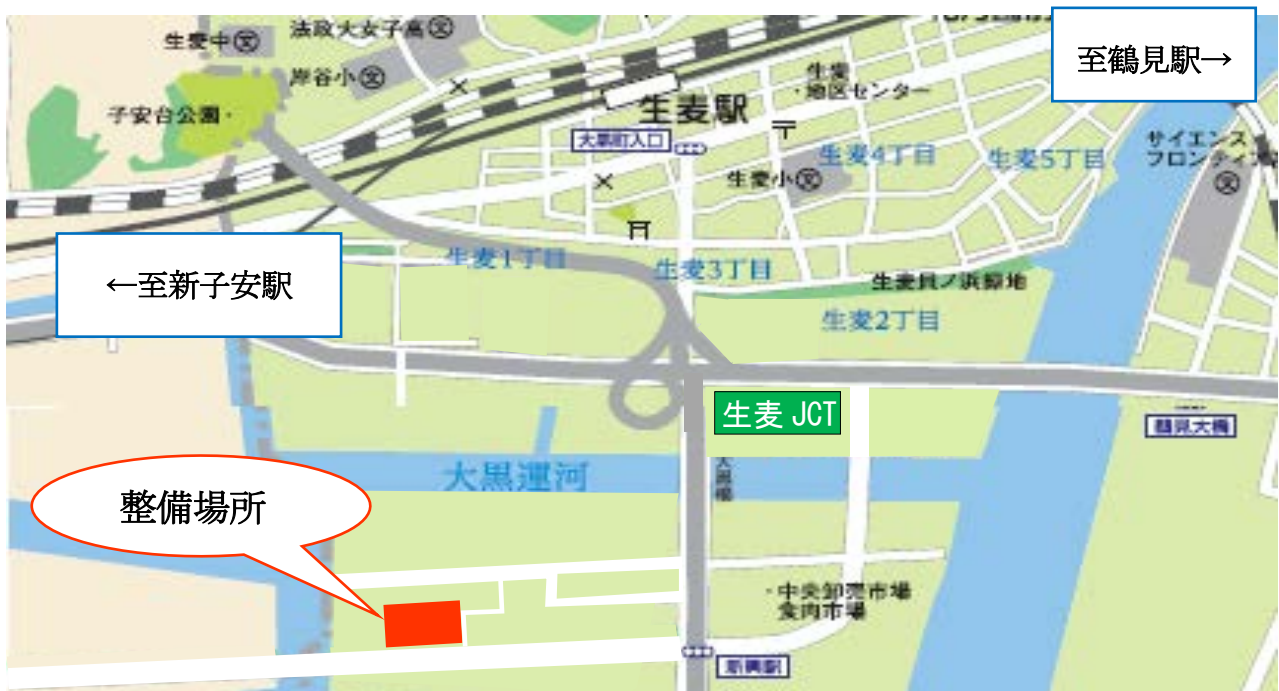 法政大女子高
生麦中
岸谷小
至鶴見駅→
子安台公園
生麦駅
生麦
地区センター
大黒町入口
生麦4丁目
生麦5丁目
サイエンス
フロンティア
生麦小
←至新子安駅
生麦1丁目
生麦3丁目
生麦貝ノ浜緑地
生麦2丁目
生麦 JCT
鶴見大橋
大黒運河
大黒橋
整備場所
中央卸売市場
食肉市場
新興駅